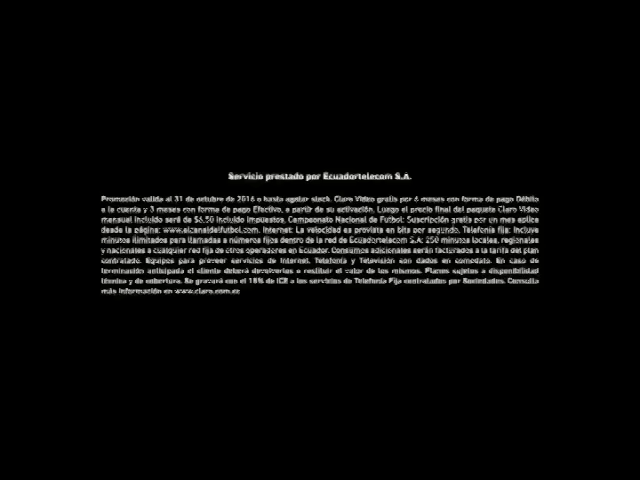 Servicio prestado por Ecuadortelecom S.A.
Promoción valida al 31 de octubre de 2016 o hasta agotar stock. Claro Video gratis por 6 meses con forma de pago Débito
a la cuenta y 3 meses con forma de pago Efectivo, a partir de su activación. Luego el precio final del paquete Claro Video
mensual incluido será de $6.50 incluido impuestos. Campeonato Nacional de Futbol: Suscripción gratis por un mes aplica
desde la página: www.elcanaldelfutbol.com. Internet: La velocidad es provista en bits por segundo. Telefonía fija: Incluye
minutos ilimitados para llamadas a números fijos dentro de la red de Ecuadortelecom S.A; 250 minutos locales, regionales
y nacionales a cualquier red fija de otros operadores en Ecuador. Consumos adicionales serán facturados a la tarifa del plan
contratado. Equipos para proveer servicios de Internet, Telefonía y Televisión son dados en comodato. En caso de
terminación anticipada el cliente deberá devolverlos o restituir el valor de los mismos. Planes sujetos a disponibilidad
técnica y de cobertura. Se gravará con el 15% de ICE a los servicios de Telefonía Fija contratados por Sociedades. Consulta
más información en www.claro.com.ec